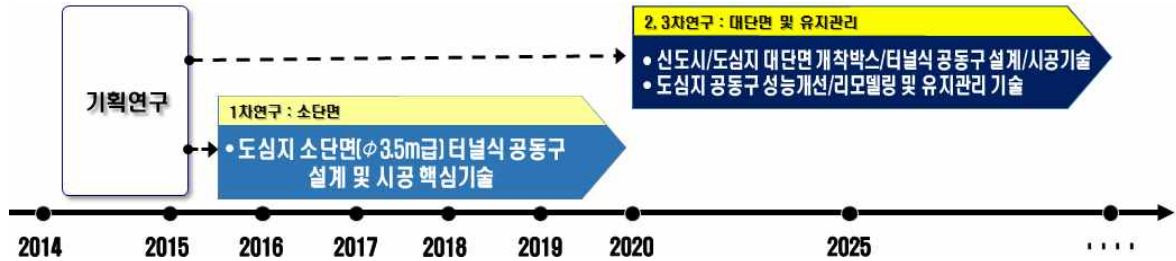 기획연구
2, 3차연구 : 대단면 및 유지관리
• 신도시/도심지 대단면 개착박스/터널식 공동구 설계/시공기술
• 도심지 공동구 성능개선/리모델링 및 유지관리 기술
1차연구 : 소단면
• 도심지 소단면(Φ3.5m급) 터널식 공동구
설계 및 시공 핵심기술
2014 2015 2016 2017 2018 2019 2020 2025 ....